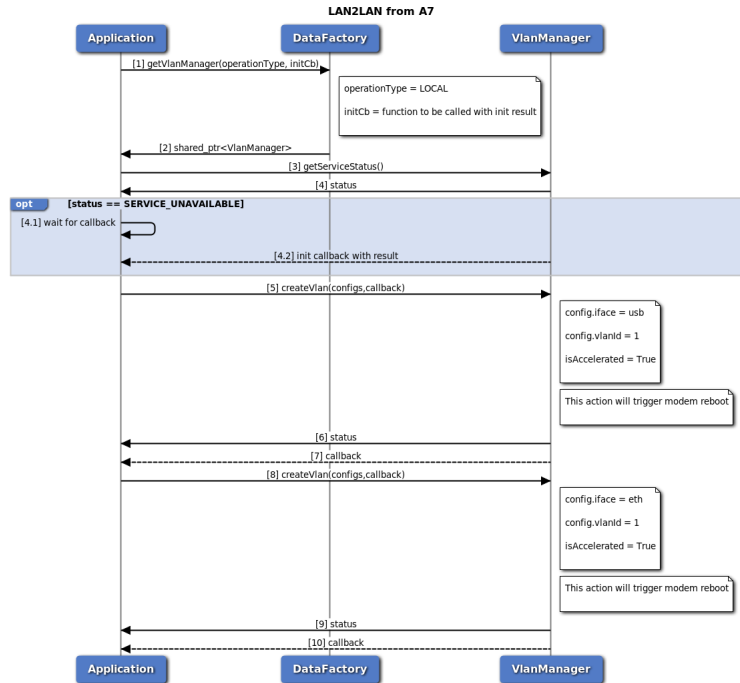 LAN2LAN from A7
Application
DataFactory
VlanManager
[1] getVlanManager(operationType, initCb)
operationType = LOCAL
initCb = function to be called with init result
[2] shared_ptr<VlanManager>
[3] getServiceStatus()
[4] status
opt [status == SERVICE_UNAVAILABLE]
[4.1] wait for callback
[4.2] init callback with result
[5] createVlan(configs,callback)
config.iface = usb
config.vlanId = 1
isAccelerated = True
This action will trigger modem reboot
[6] status
[7] callback
[8] createVlan(configs,callback)
config.iface = eth
config.vlanId = 1
isAccelerated = True
This action will trigger modem reboot
[9] status
[10] callback
Application
DataFactory
VlanManager